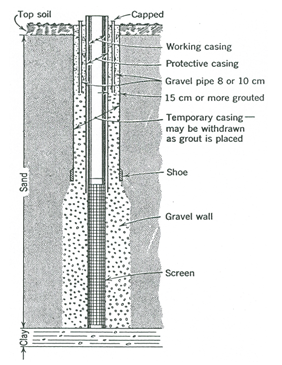 Top soil
Capped
Working casing
Protective casing
Gravel pipe 8 or 10 cm
15 cm or more grouted
Temporary casing—
may be withdrawn
as grout is placed
Shoe
Sand
Gravel wall
Screen
Clay